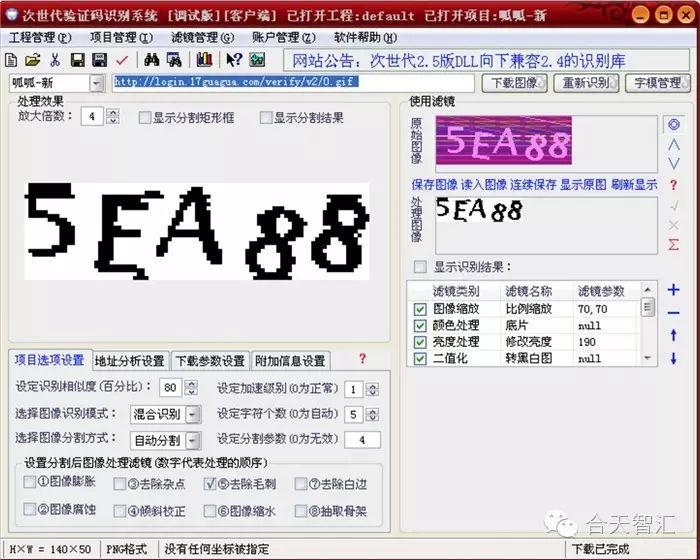 次世代验证码识别系统 [调试版][客户端] 已打开工程:default 已打开项目:呱呱-新
工程管理(P) 项目管理(I) 滤镜管理(G) 账户管理(Z) 软件帮助(H)
网站公告: 次世代2.5版DLL向下兼容2.4的识别库
呱呱-新 http://login.17guagua.com/verify/v2/0.gif 下载图像 重新识别 字模管理
处理效果
放大倍数: 4 显示分割矩形框 显示分割结果
5EA88
使用滤镜
原始图像
5EA88
保存图像 读入图像 连续保存 显示原图 刷新显示
处理图像
5EA88
显示识别结果:
滤镜类别 滤镜名称 滤镜参数
图像缩放 比例缩放 70,70
颜色处理 底片 null
亮度处理 修改亮度 190
二值化 转黑白图 null
项目选项设置 地址分析设置 下载参数设置 附加信息设置 ?
设定识别相似度(百分比): 80 设定加速级别(0为正常) 1
选择图像识别模式: 混合识别 设定字符个数(0为自动) 5
选择图像分割方式: 自动分割 设定分割参数(0为无效) 4
设置分割后图像处理滤镜(数字代表处理的顺序)
①图像膨胀 ③去除杂点 ⑤去除毛刺 ⑦去除白边
②图像腐蚀 ④倾斜校正 ⑥图像缩水 ⑧抽取骨架
H×W = 140×50 PNG格式 没有任何坐标被指定 下载已完成
合天智汇